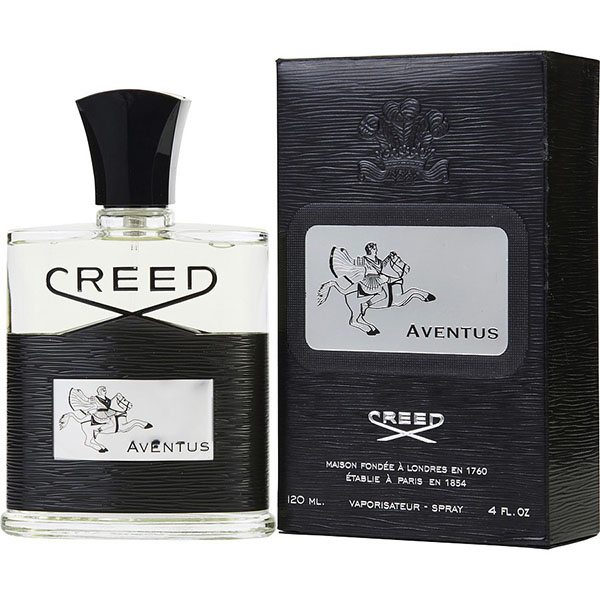 CREED
AVENTUS
AVENTUS
CREED
MAISON FONDÉE À LONDRES EN 1760
ÉTABLIE À PARIS EN 1854
120 ML. VAPORISATEUR - SPRAY 4 FL. OZ